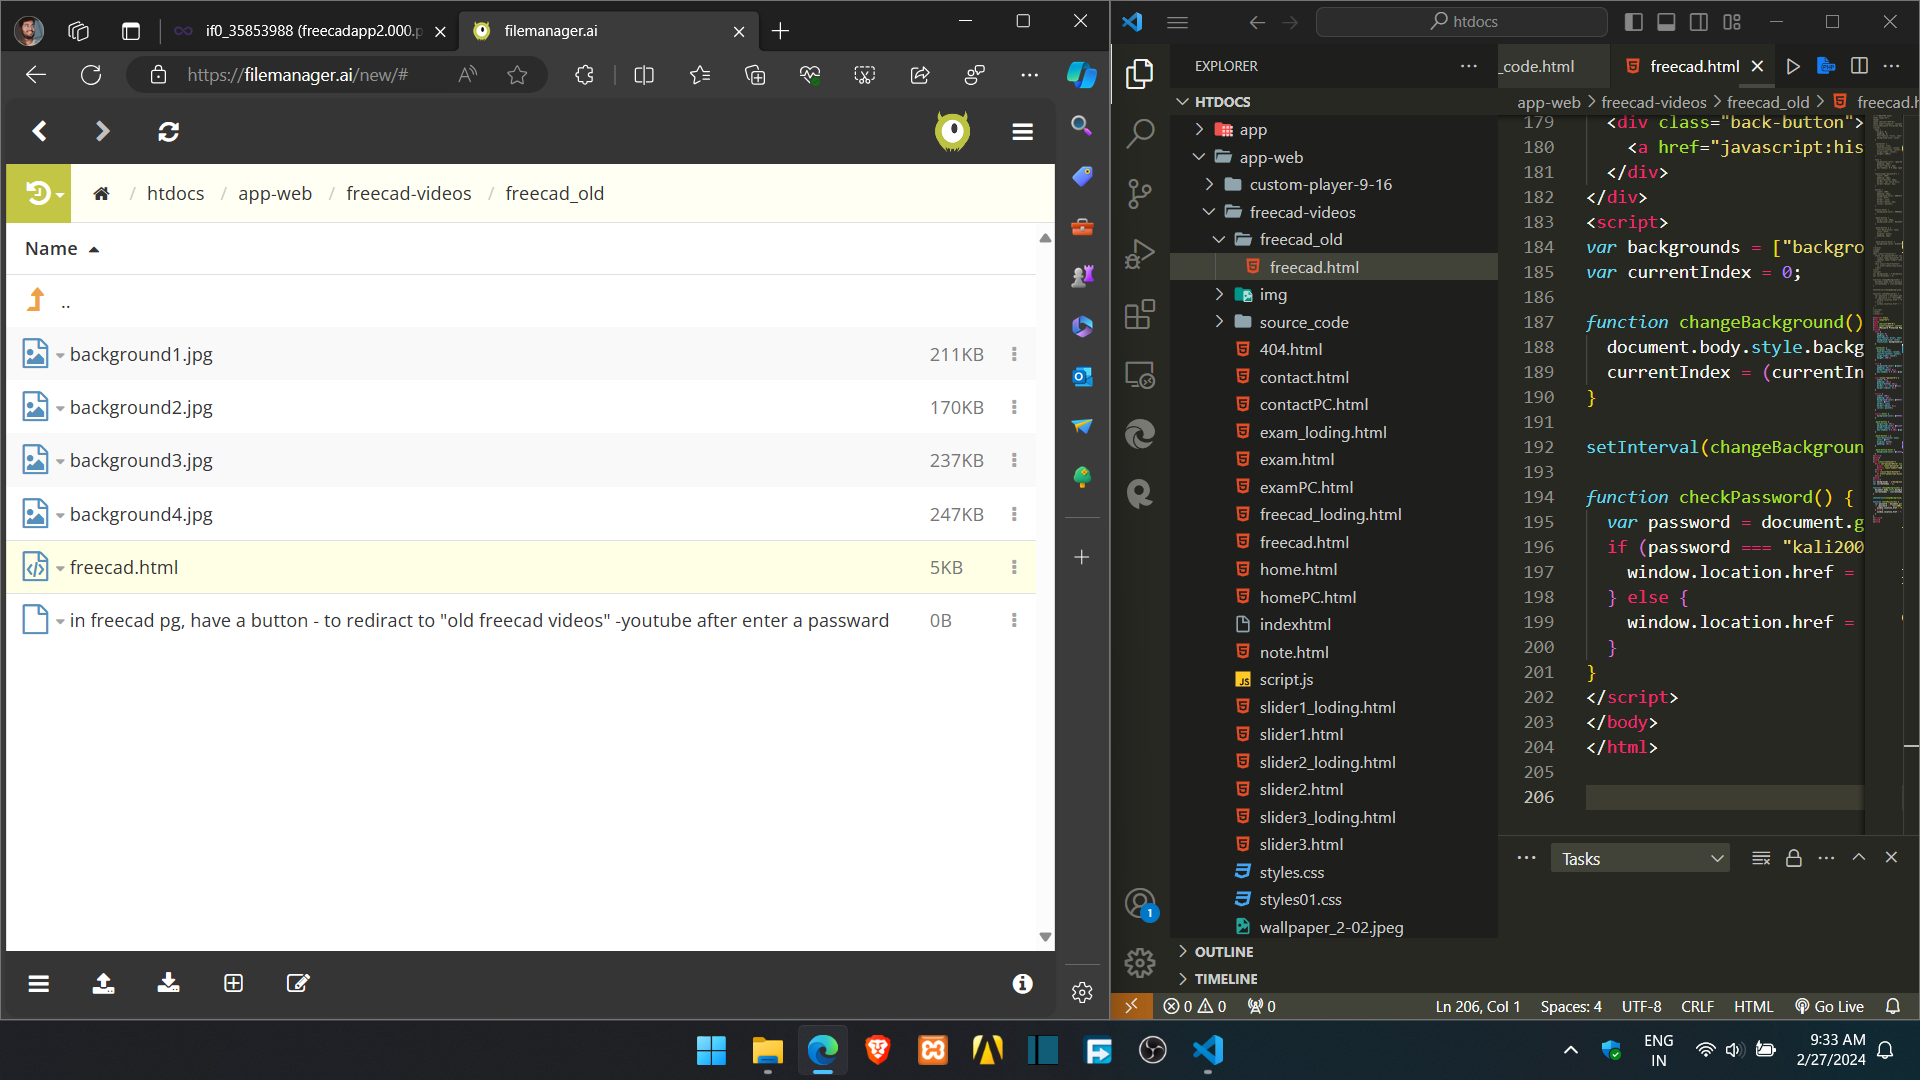 if0_35853988 (freecadapp2.000.p
filemanager.ai
https://filemanager.ai/new/#
/ htdocs / app-web / freecad-videos / freecad_old
Name
..
background1.jpg 211KB
background2.jpg 170KB
background3.jpg 237KB
background4.jpg 247KB
freecad.html 5KB
in freecad pg, have a button - to rediract to "old freecad videos" -youtube after enter a passward 0B
htdocs
EXPLORER
HTDOCS
app
app-web
custom-player-9-16
freecad-videos
freecad_old
freecad.html
img
source_code
404.html
contact.html
contactPC.html
exam_loding.html
exam.html
examPC.html
freecad_loding.html
freecad.html
home.html
homePC.html
indexhtml
note.html
script.js
slider1_loding.html
slider1.html
slider2_loding.html
slider2.html
slider3_loding.html
slider3.html
styles.css
styles01.css
wallpaper_2-02.jpeg
OUTLINE
TIMELINE
_code.html
freecad.html
app-web > freecad-videos > freecad_old > freecad.h
179 <div class="back-button">
180 <a href="javascript:his
181 </div>
182 </div>
183 <script>
184 var backgrounds = ["backgro
185 var currentIndex = 0;
186
187 function changeBackground()
188 document.body.style.backg
189 currentIndex = (currentIn
190 }
191
192 setInterval(changeBackgroun
193
194 function checkPassword() {
195 var password = document.g
196 if (password === "kali200
197 window.location.href =
198 } else {
199 window.location.href =
200 }
201 }
202 </script>
203 </body>
204 </html>
205
206
Tasks
1
0 0 0
Ln 206, Col 1 Spaces: 4 UTF-8 CRLF HTML Go Live
ENG
IN
9:33 AM
2/27/2024